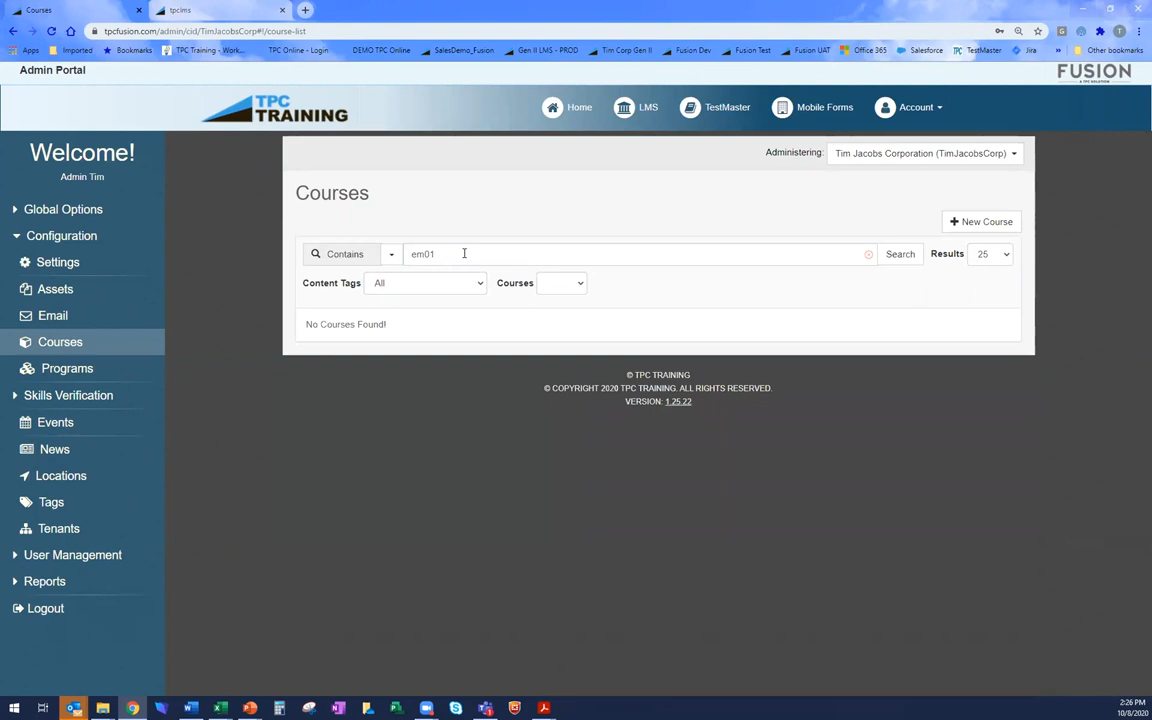 Courses
tpclms
tpcfusion.com/admin/cid/TimJacobsCorp#!/course-list
Apps Imported Bookmarks TPC Training - Work... TPC Online - Login DEMO TPC Online SalesDemo_Fusion Gen II LMS - PROD Tim Corp Gen II Fusion Dev Fusion Test Fusion UAT Office 365 Salesforce TestMaster Jira » Other bookmarks
Admin Portal
FUSION
A TPC SOLUTION
TPC
TRAINING
Home LMS TestMaster Mobile Forms Account
Welcome!
Admin Tim
Global Options
Configuration
Settings
Assets
Email
Courses
Programs
Skills Verification
Events
News
Locations
Tags
Tenants
User Management
Reports
Logout
Administering: Tim Jacobs Corporation (TimJacobsCorp)
Courses
+ New Course
Contains em01 Search Results 25
Content Tags All Courses
No Courses Found!
© TPC TRAINING
© COPYRIGHT 2020 TPC TRAINING. ALL RIGHTS RESERVED.
VERSION: 1.25.22
2:26 PM
10/8/2020